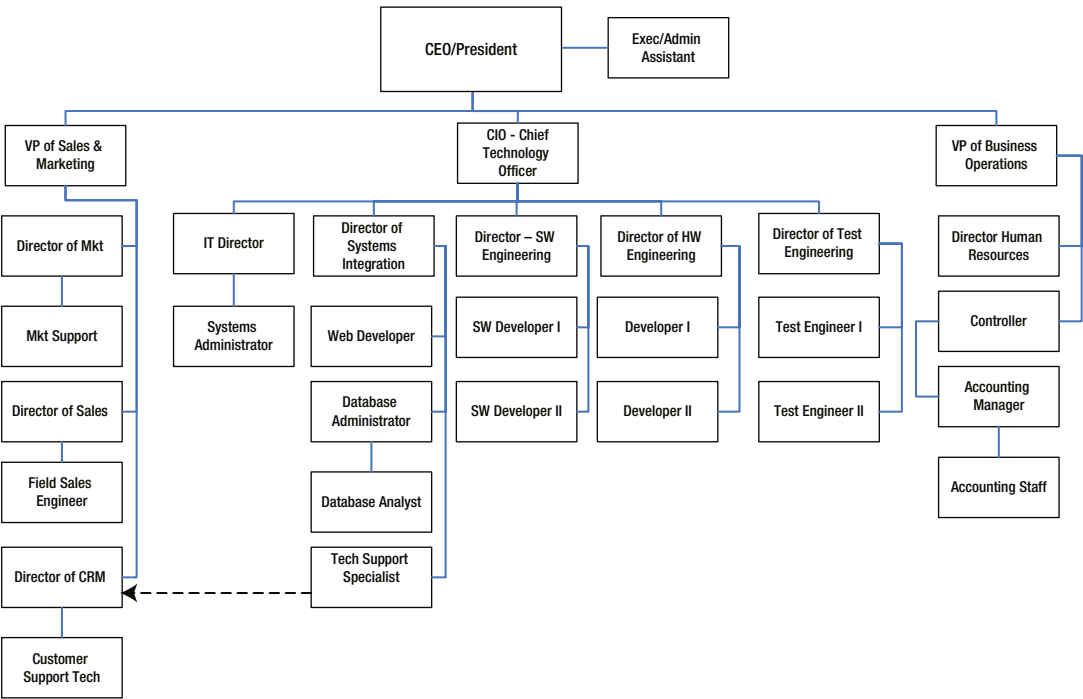 CEO/President
Exec/Admin
Assistant
VP of Sales &
Marketing
CIO - Chief
Technology
Officer
VP of Business
Operations
Director of Mkt
IT Director
Director of
Systems
Integration
Director – SW
Engineering
Director of HW
Engineering
Director of Test
Engineering
Director Human
Resources
Mkt Support
Systems
Administrator
Web Developer
SW Developer I
Developer I
Test Engineer I
Controller
Director of Sales
Database
Administrator
SW Developer II
Developer II
Test Engineer II
Accounting
Manager
Field Sales
Engineer
Database Analyst
Accounting Staff
Director of CRM
Tech Support
Specialist
Customer
Support Tech